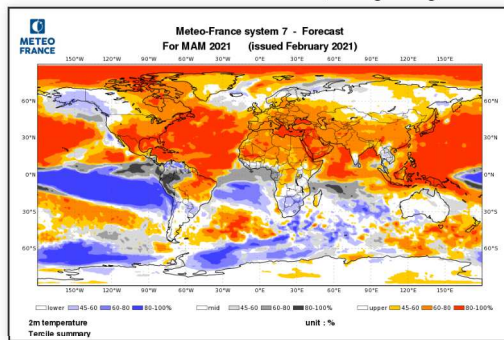 METEO
FRANCE
Meteo-France system 7 - Forecast
For MAM 2021 (issued February 2021)
150°W 120°W 90°W 60°W 30°W 0°E 30°E 60°E 90°E 120°E 150°E
60°N 60°N
30°N 30°N
0°N 0°N
30°S 30°S
60°S 60°S
150°W 120°W 90°W 60°W 30°W 0°E 30°E 60°E 90°E 120°E 150°E
lower 45-60 60-80 80-100% mid 45-60 60-80 80-100% upper 45-60 60-80 80-100%
2m temperature unit : %
Tercile summary